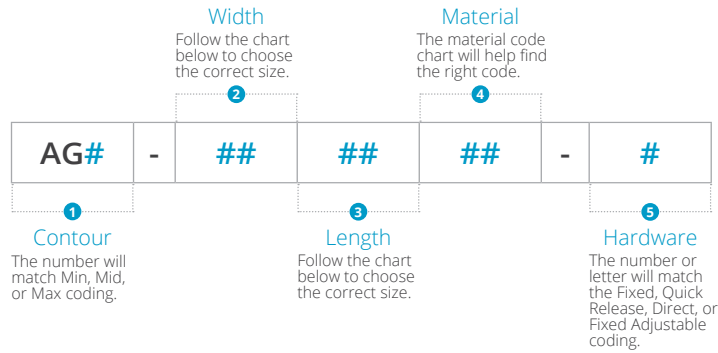 Width
Follow the chart
below to choose
the correct size.
2
Material
The material code
chart will help find
the right code.
4
AG# - ## ## ## - #
1
Contour
The number will
match Min, Mid,
or Max coding.
3
Length
Follow the chart
below to choose
the correct size.
5
Hardware
The number or
letter will match
the Fixed, Quick
Release, Direct, or
Fixed Adjustable
coding.